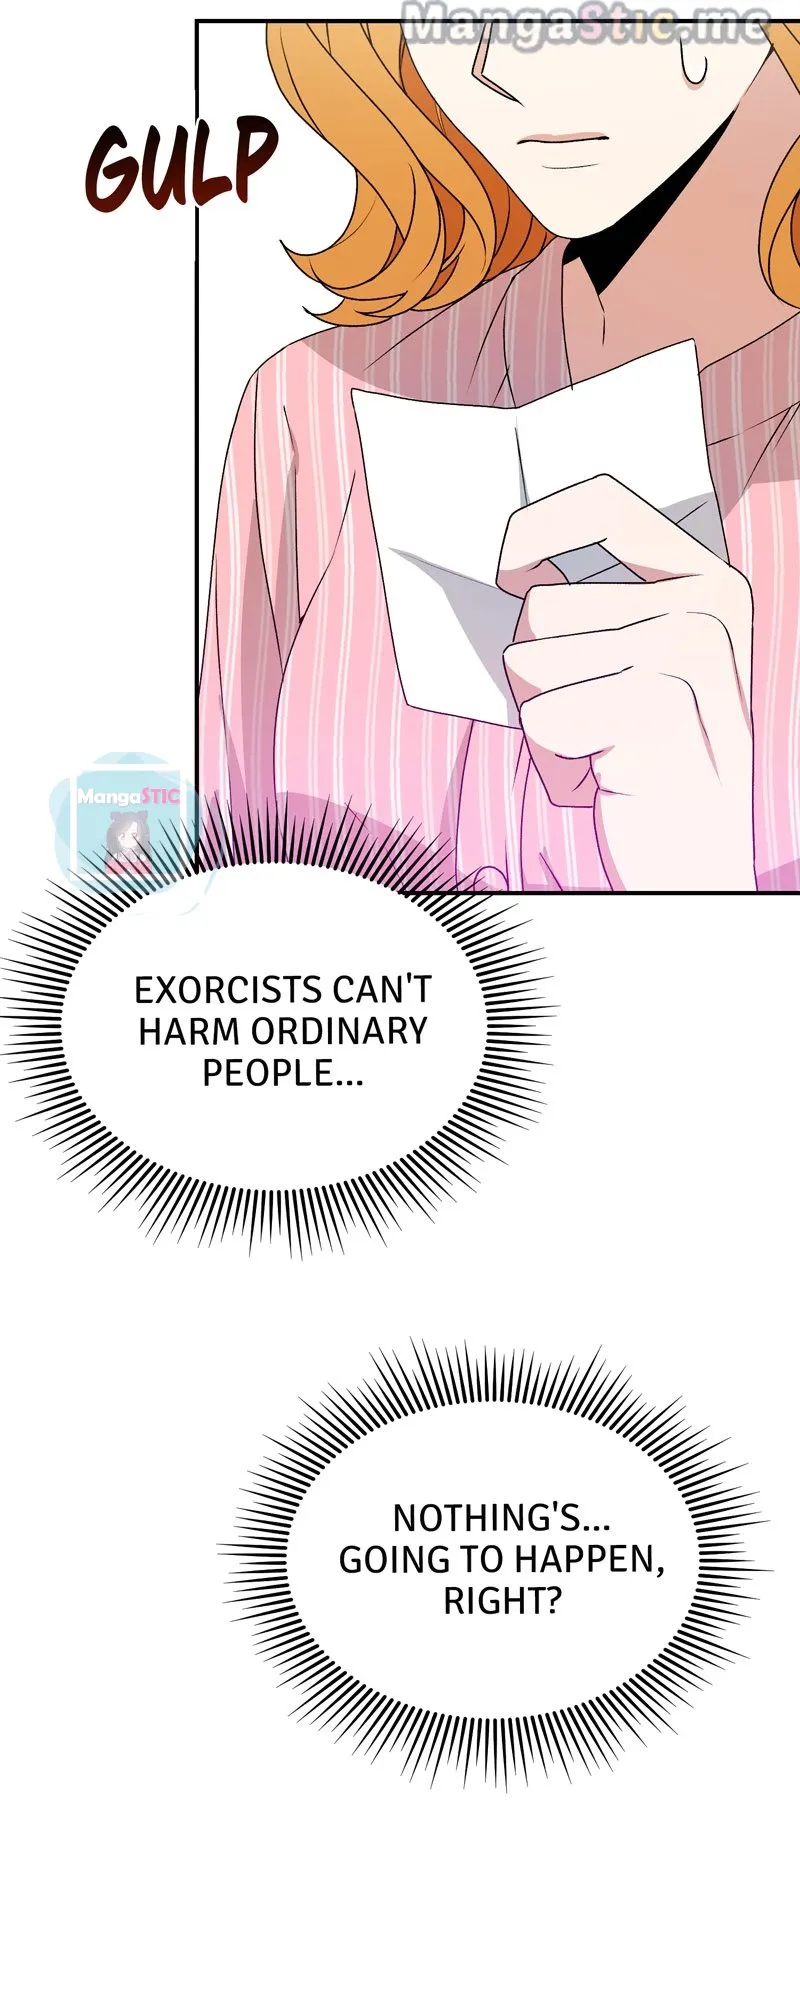 MangaStic.me
GULP
MangaSTIC
EXORCISTS CAN'T
HARM ORDINARY
PEOPLE...
NOTHING'S...
GOING TO HAPPEN,
RIGHT?